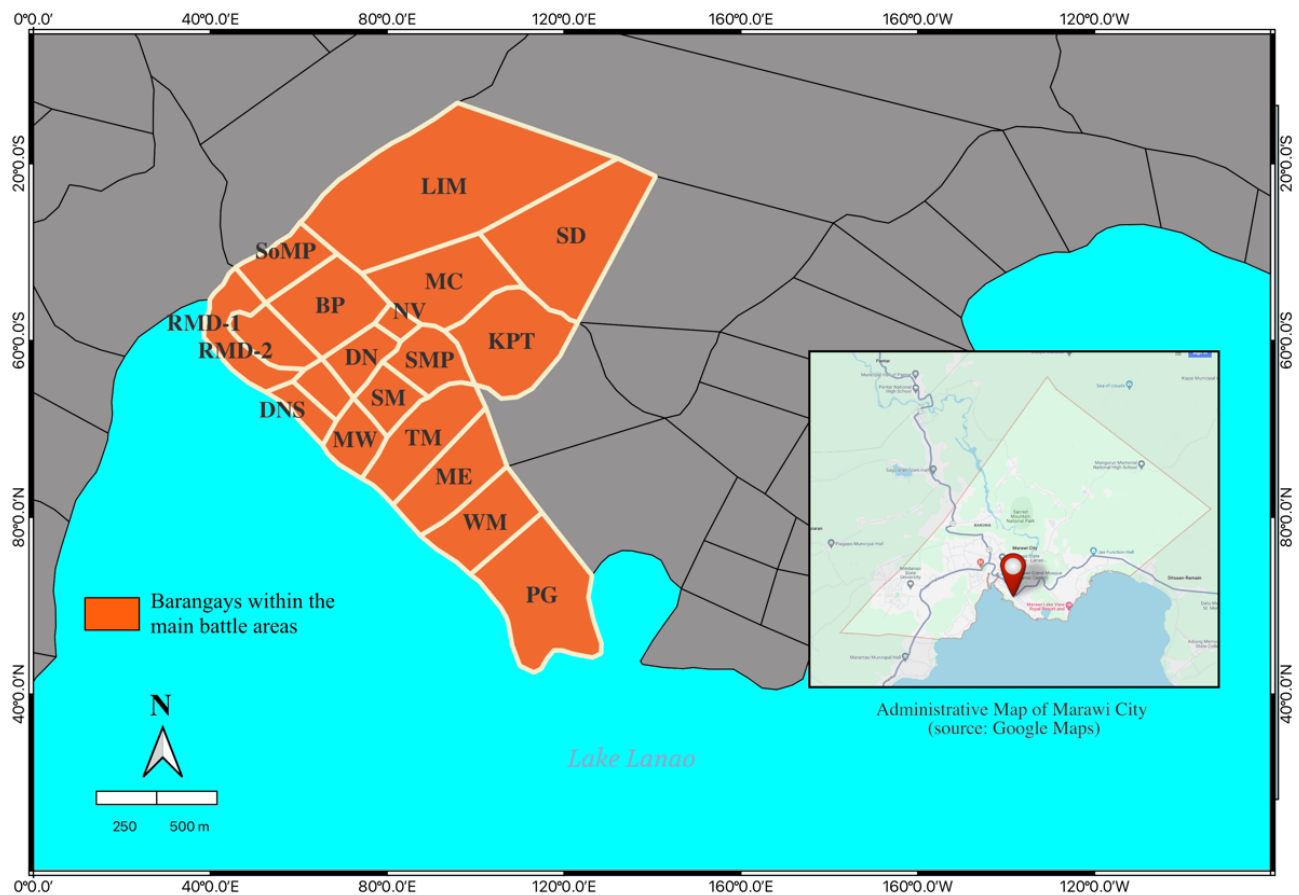 0°0.0' 40°0.0'E 80°0.0'E 120°0.0'E 160°0.0'E 160°0.0'W 120°0.0'W
20°0.0'S 20°0.0'S
60°0.0'S 60°0.0'S
80°0.0'N 80°0.0'N
40°0.0'N 40°0.0'N
LIM
SD
SoMP
MC
BP
NV
RMD-1
KPT
RMD-2
DN
SMP
SM
DNS
MW
TM
ME
WM
PG
Barangays within the
main battle areas
N
250 500 m
Lake Lanao
Pantar
Marawi City
Administrative Map of Marawi City
(source: Google Maps)
0°0.0' 40°0.0'E 80°0.0'E 120°0.0'E 160°0.0'E 160°0.0'W 120°0.0'W